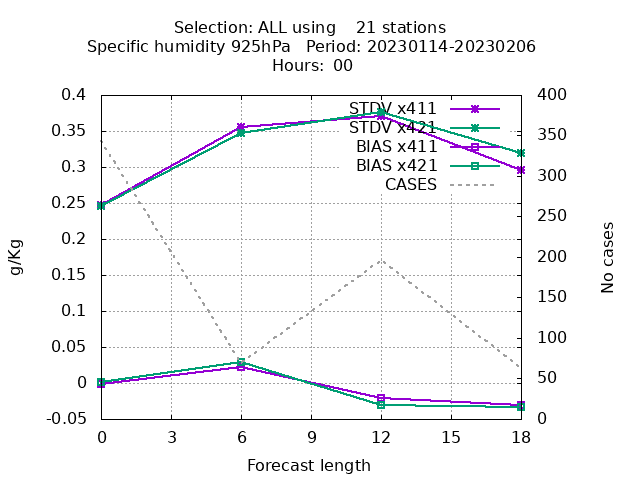 Selection: ALL using    21 stations
Specific humidity 925hPa   Period: 20230114-20230206
Hours:  00
0.4
0.35
0.3
0.25
0.2
0.15
0.1
0.05
0
-0.05
g/Kg
STDV x411
STDV x421
BIAS x411
BIAS x421
CASES
400
350
300
250
200
150
100
50
0
No cases
0 3 6 9 12 15 18
Forecast length